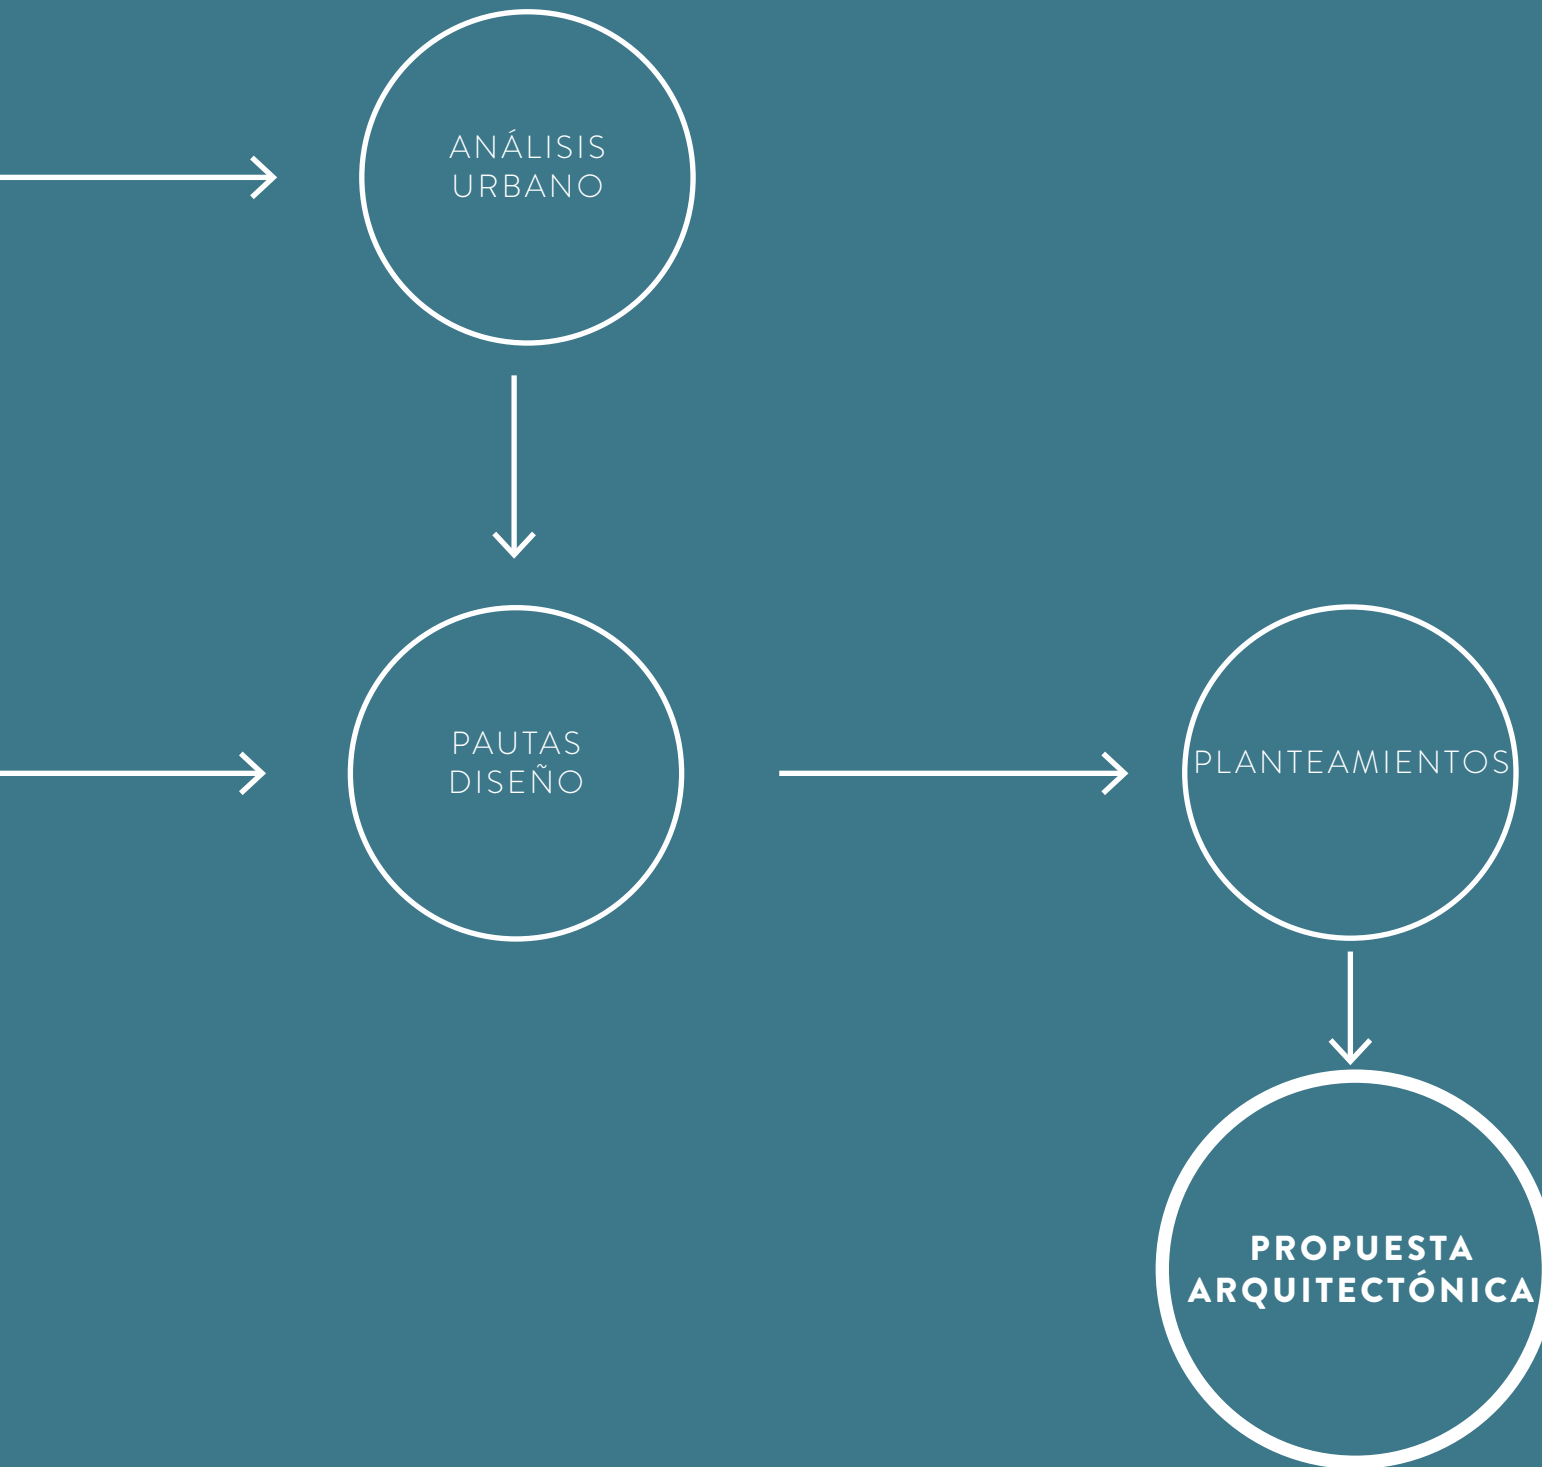 ANÁLISIS
URBANO
PAUTAS
DISEÑO
PLANTEAMIENTOS
PROPUESTA
ARQUITECTÓNICA